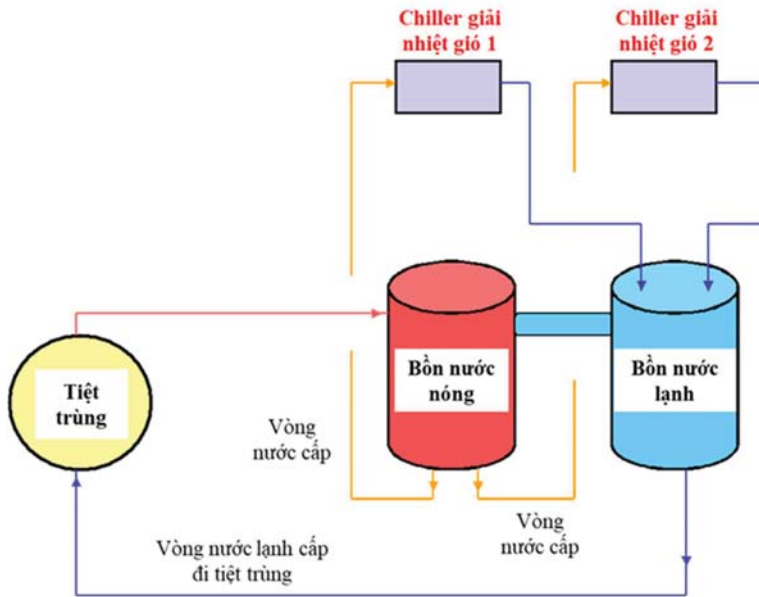 Chiller giải
nhiệt gió 1
Chiller giải
nhiệt gió 2
Tiệt
trùng
Bồn nước
nóng
Bồn nước
lạnh
Vòng
nước cấp
Vòng
nước cấp
Vòng nước lạnh cấp
đi tiệt trùng